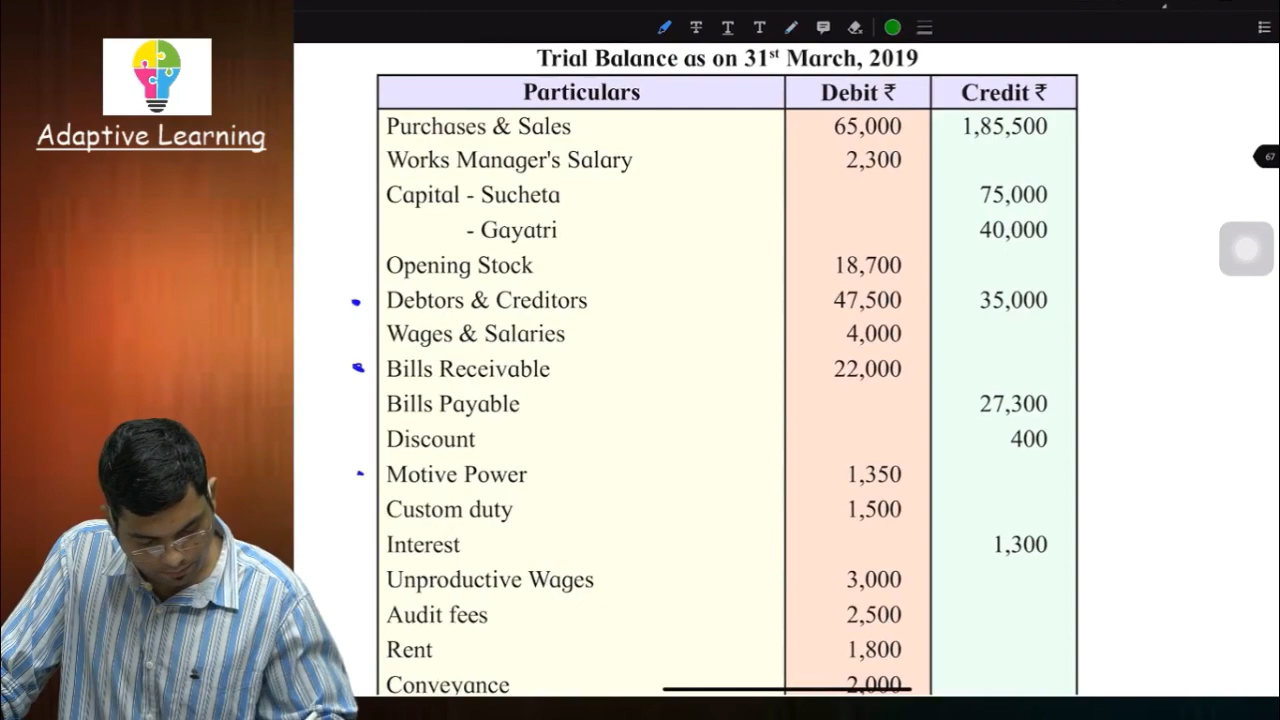 Adaptive Learning
Trial Balance as on 31st March, 2019
Particulars Debit ₹ Credit ₹
Purchases & Sales 65,000 1,85,500
Works Manager's Salary 2,300
Capital - Sucheta 75,000
- Gayatri 40,000
Opening Stock 18,700
Debtors & Creditors 47,500 35,000
Wages & Salaries 4,000
Bills Receivable 22,000
Bills Payable 27,300
Discount 400
Motive Power 1,350
Custom duty 1,500
Interest 1,300
Unproductive Wages 3,000
Audit fees 2,500
Rent 1,800
Conveyance 2,000
67